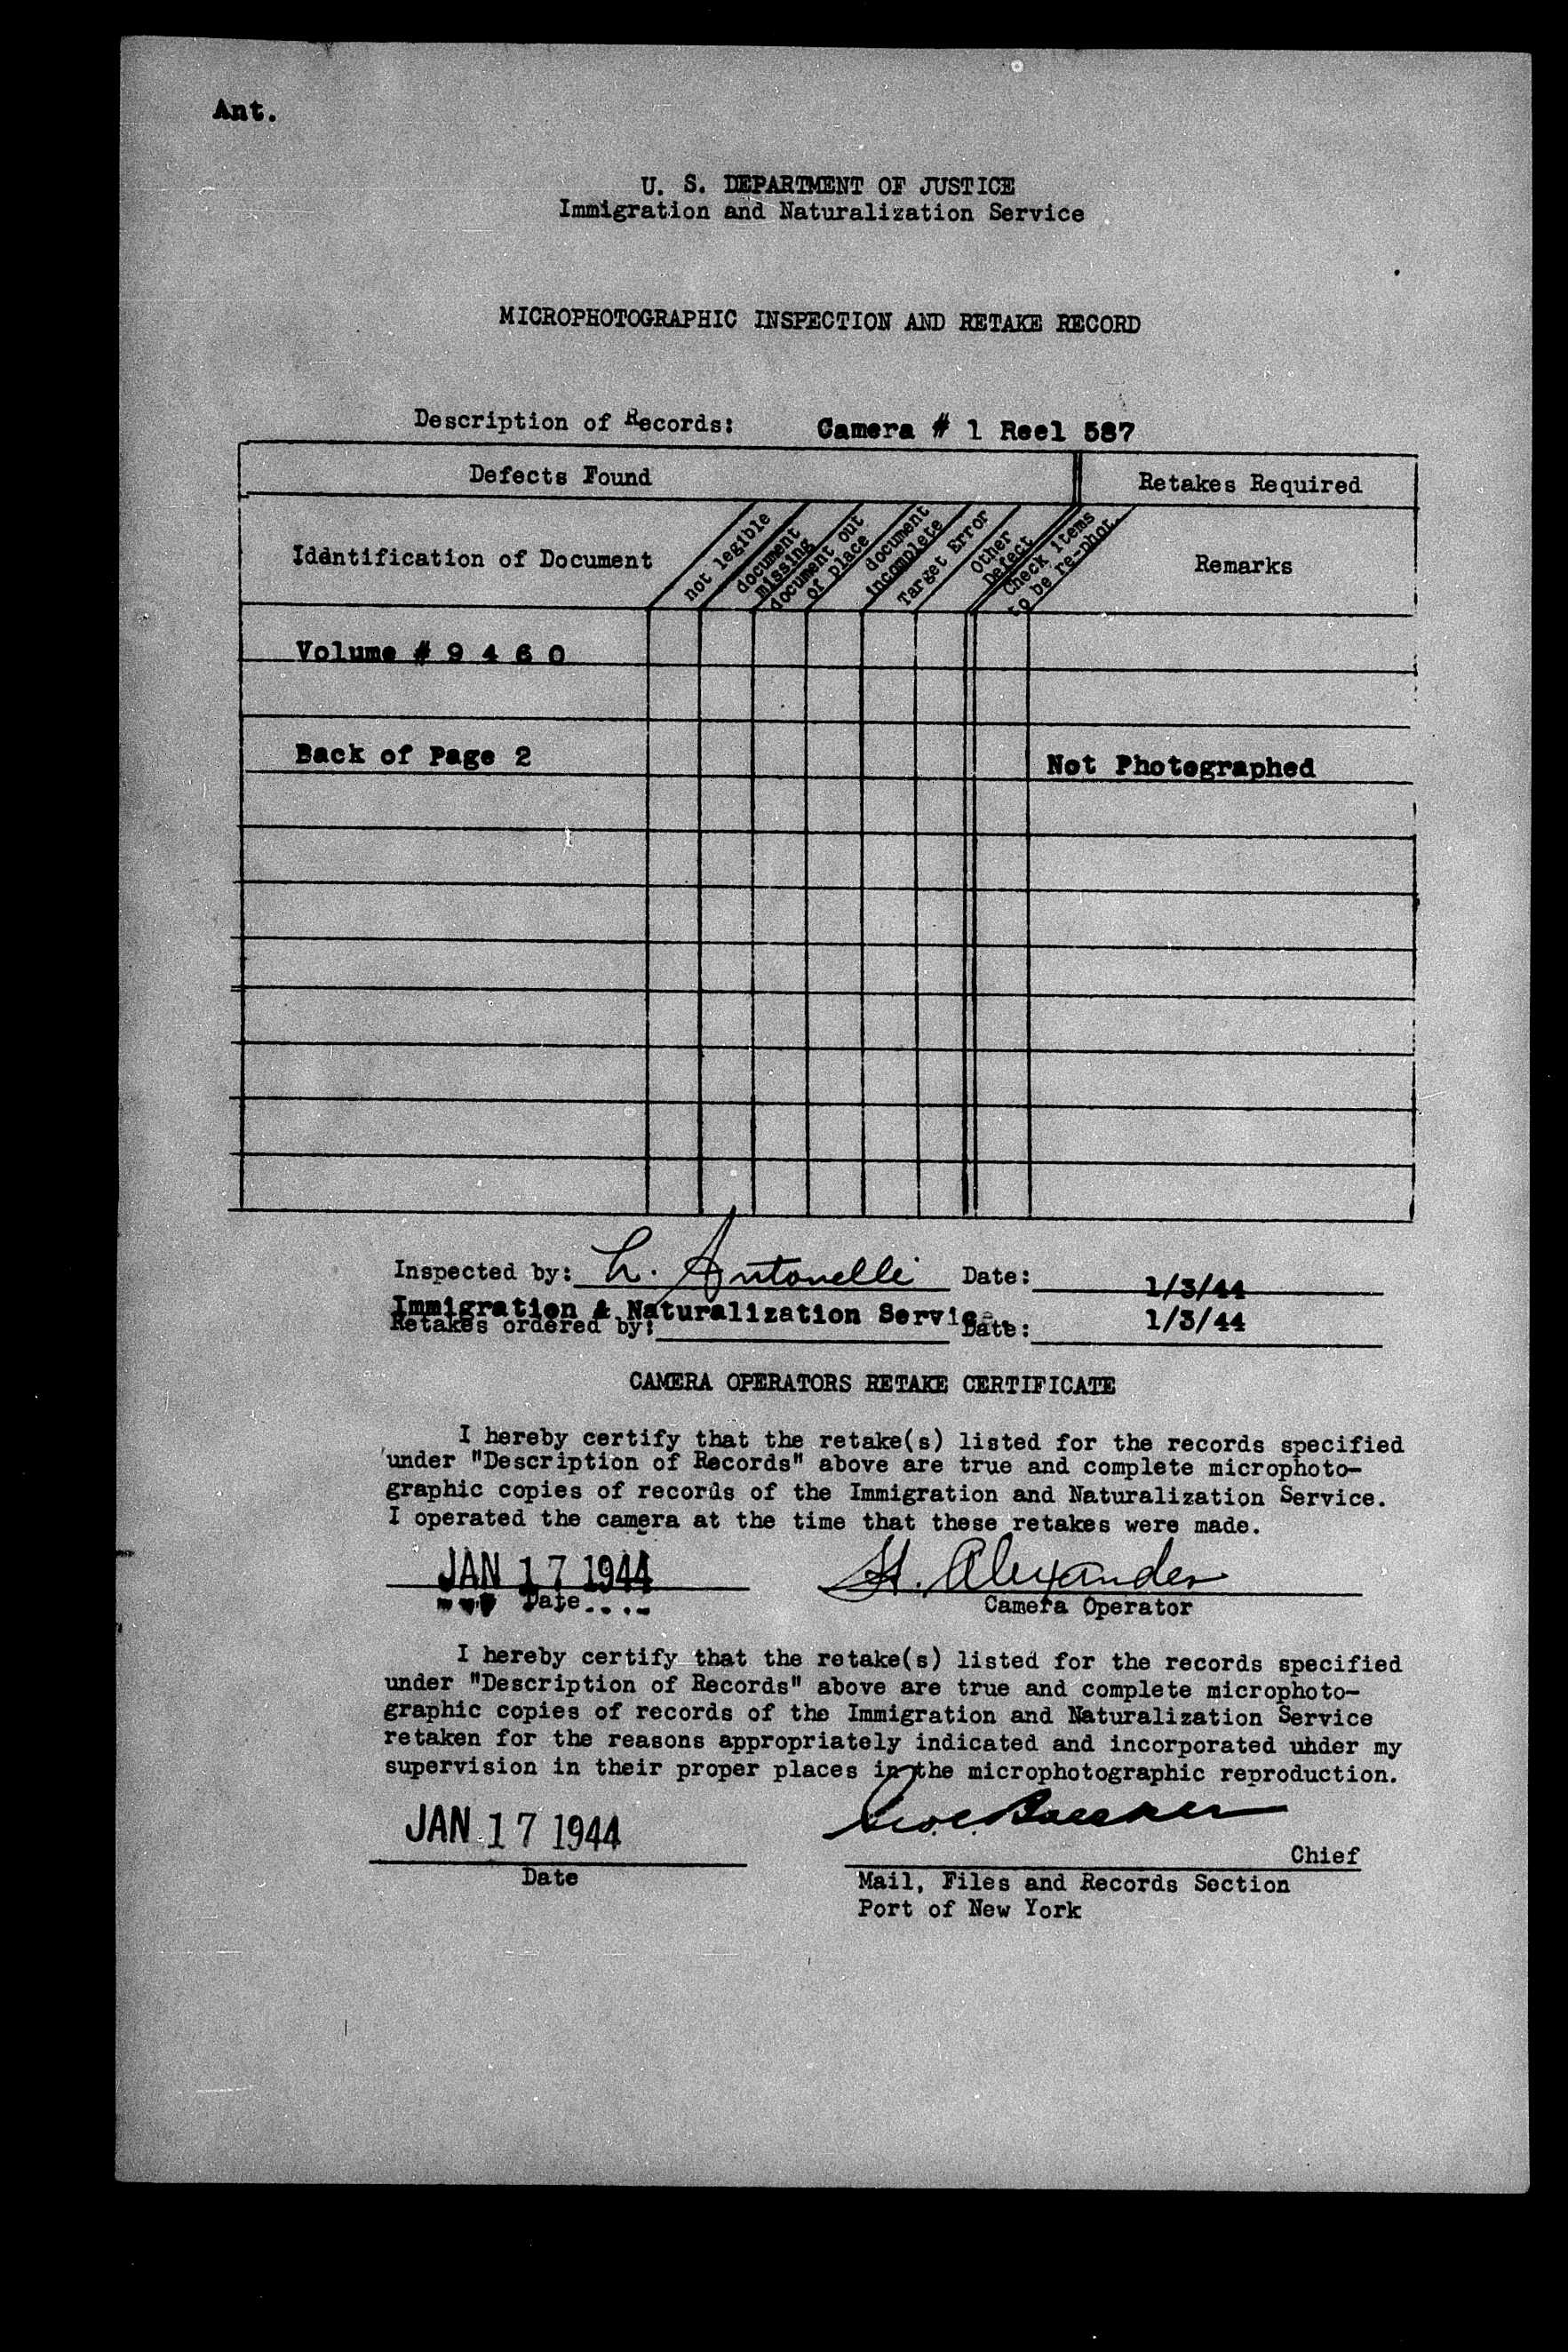 Ant.
U. S. DEPARTMENT OF JUSTICE
Immigration and Naturalization Service
MICROPHOTOGRAPHIC INSPECTION AND RETAKE RECORD
Description of Records: Camera # 1 Reel 587
Defects Found
Retakes Required
Identification of Document
not legible
document missing
document out of place
document incomplete
Target Error
Other Defect
Check items to be re-phot.
Remarks
Volume # 9 4 6 0
Back of Page 2
Not Photographed
Inspected by: L. Antonelli Date: 1/3/44
Immigration & Naturalization Service
Retakes ordered by: Date: 1/3/44
CAMERA OPERATORS RETAKE CERTIFICATE
I hereby certify that the retake(s) listed for the records specified
under "Description of Records" above are true and complete microphoto-
graphic copies of records of the Immigration and Naturalization Service.
I operated the camera at the time that these retakes were made.
JAN 17 1944 H. Alexander
Date Camera Operator
I hereby certify that the retake(s) listed for the records specified
under "Description of Records" above are true and complete microphoto-
graphic copies of records of the Immigration and Naturalization Service
retaken for the reasons appropriately indicated and incorporated under my
supervision in their proper places in the microphotographic reproduction.
JAN 17 1944
Chief
Date
Mail, Files and Records Section
Port of New York